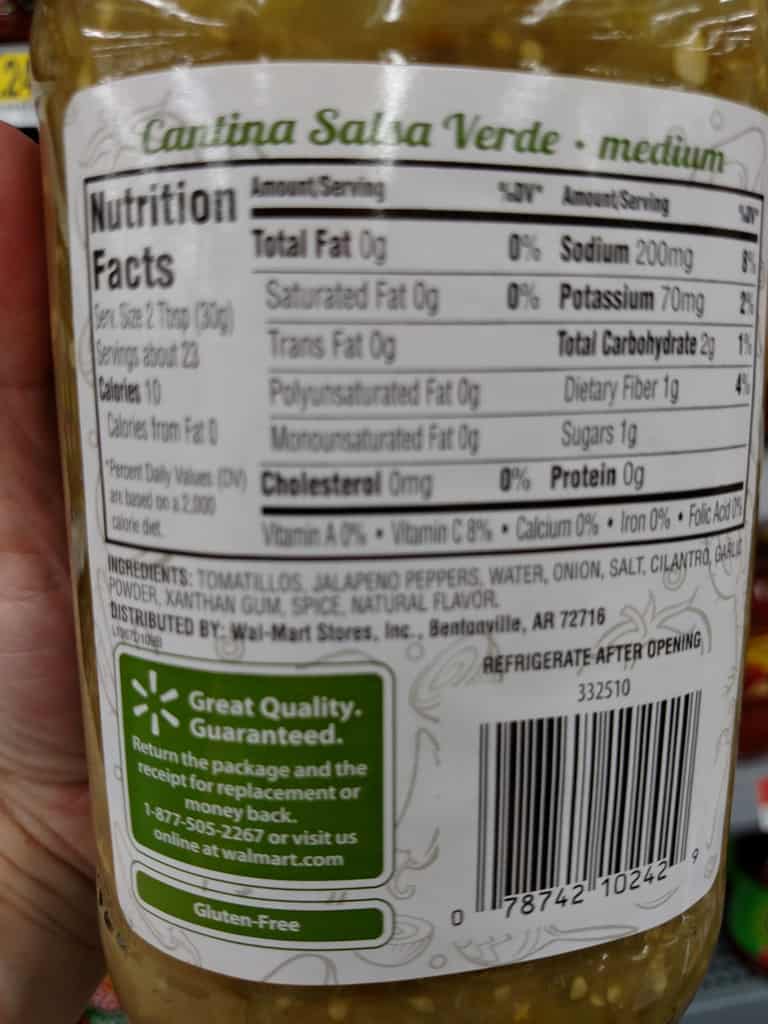 Cantina Salsa Verde • medium
Nutrition
Facts
Serv. Size 2 Tbsp (30g)
Servings about 23
Calories 10
Calories from Fat 0
*Percent Daily Values (DV)
are based on a 2,000
calorie diet.
Amount/Serving %DV* Amount/Serving %DV*
Total Fat 0g 0% Sodium 200mg 8%
Saturated Fat 0g 0% Potassium 70mg 2%
Trans Fat 0g Total Carbohydrate 2g 1%
Polyunsaturated Fat 0g Dietary Fiber 1g 4%
Monounsaturated Fat 0g Sugars 1g
Cholesterol 0mg 0% Protein 0g
Vitamin A 0% • Vitamin C 8% • Calcium 0% • Iron 0% • Folic Acid 0%
INGREDIENTS: TOMATILLOS, JALAPENO PEPPERS, WATER, ONION, SALT, CILANTRO, GARLIC
POWDER, XANTHAN GUM, SPICE, NATURAL FLAVOR.
DISTRIBUTED BY: Wal-Mart Stores, Inc., Bentonville, AR 72716
REFRIGERATE AFTER OPENING
332510
Great Quality.
Guaranteed.
Return the package and the
receipt for replacement or
money back.
1-877-505-2267 or visit us
online at walmart.com
Gluten-Free
0 78742 10242 9